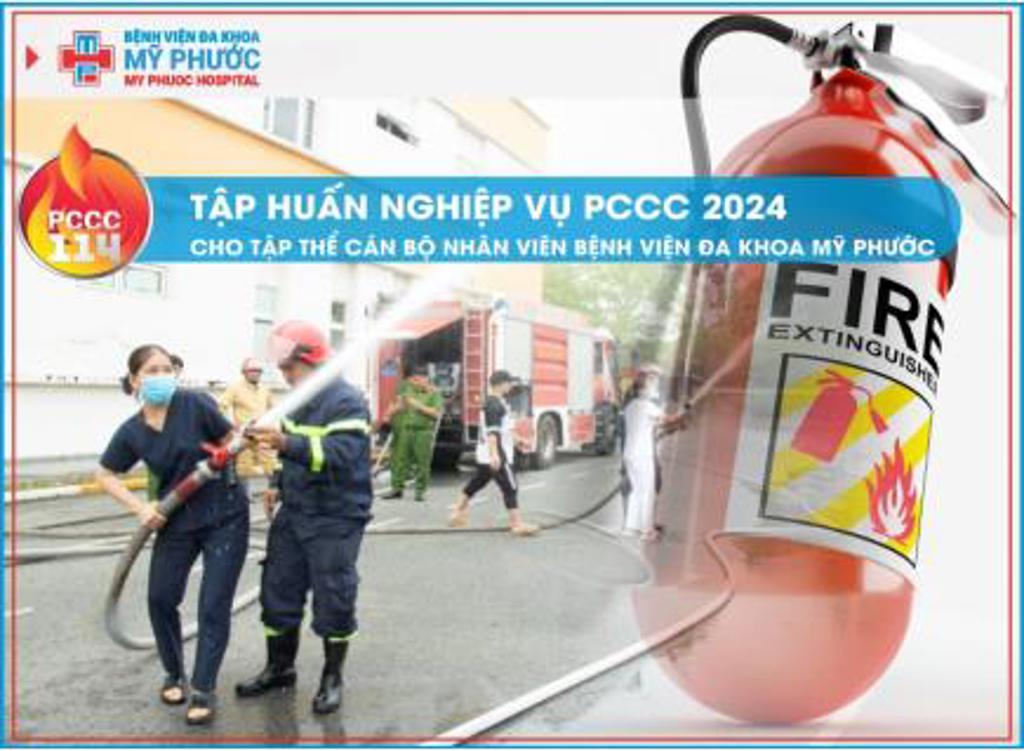 BỆNH VIỆN ĐA KHOA
MỸ PHƯỚC
MY PHUOC HOSPITAL
PCCC
114
TẬP HUẤN NGHIỆP VỤ PCCC 2024
CHO TẬP THỂ CÁN BỘ NHÂN VIÊN BỆNH VIỆN ĐA KHOA MỸ PHƯỚC
FIRE
EXTINGUISHE